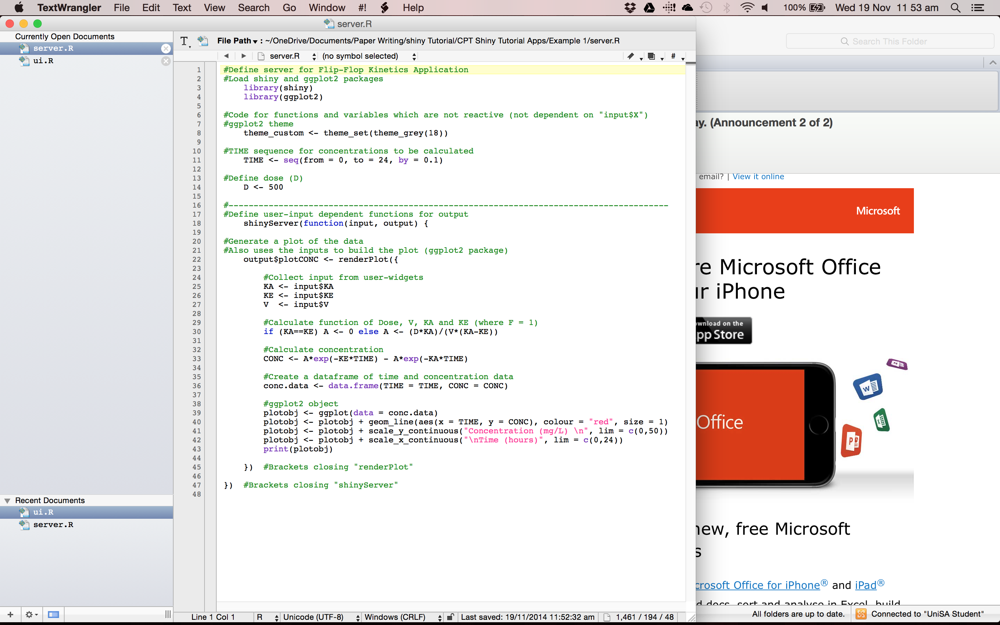 TextWrangler File Edit Text View Search Go Window #! Help 100% Wed 19 Nov 11 53 am
server.R
Currently Open Documents
server.R
ui.R
File Path : ~/OneDrive/Documents/Paper Writing/shiny Tutorial/CPT Shiny Tutorial Apps/Example 1/server.R
server.R (no symbol selected) #
1 #Define server for Flip-Flop Kinetics Application
2 #Load shiny and ggplot2 packages
3 library(shiny)
4 library(ggplot2)
5
6 #Code for functions and variables which are not reactive (not dependent on "input$X")
7 #ggplot2 theme
8 theme_custom <- theme_set(theme_grey(18))
9
10 #TIME sequence for concentrations to be calculated
11 TIME <- seq(from = 0, to = 24, by = 0.1)
12
13 #Define dose (D)
14 D <- 500
15
16 #----------------------------------------------------------------------------------------
17 #Define user-input dependent functions for output
18 shinyServer(function(input, output) {
19
20 #Generate a plot of the data
21 #Also uses the inputs to build the plot (ggplot2 package)
22 output$plotCONC <- renderPlot({
23
24 #Collect input from user-widgets
25 KA <- input$KA
26 KE <- input$KE
27 V  <- input$V
28
29 #Calculate function of Dose, V, KA and KE (where F = 1)
30 if (KA==KE) A <- 0 else A <- (D*KA)/(V*(KA-KE))
31
32 #Calculate concentration
33 CONC <- A*exp(-KE*TIME) - A*exp(-KA*TIME)
34
35 #Create a dataframe of time and concentration data
36 conc.data <- data.frame(TIME = TIME, CONC = CONC)
37
38 #ggplot2 object
39 plotobj <- ggplot(data = conc.data)
40 plotobj <- plotobj + geom_line(aes(x = TIME, y = CONC), colour = "red", size = 1)
41 plotobj <- plotobj + scale_y_continuous("Concentration (mg/L) \n", lim = c(0,50))
42 plotobj <- plotobj + scale_x_continuous("\nTime (hours)", lim = c(0,24))
43 print(plotobj)
44
45 })  #Brackets closing "renderPlot"
46
47 })  #Brackets closing "shinyServer"
48
Recent Documents
ui.R
server.R
Line 1 Col 1 R Unicode (UTF-8) Windows (CRLF) Last saved: 19/11/2014 11:52:32 am 1,461 / 194 / 48
Search This Folder
ay. (Announcement 2 of 2)
email? | View it online
Microsoft
re Microsoft Office
ur iPhone
ownload on the
pp Store
Office
new, free Microsoft
s
crosoft Office for iPhone® and iPad®
d docs, sort and analyse in Excel, build
All folders are up to date. Connected to "UniSA Student"